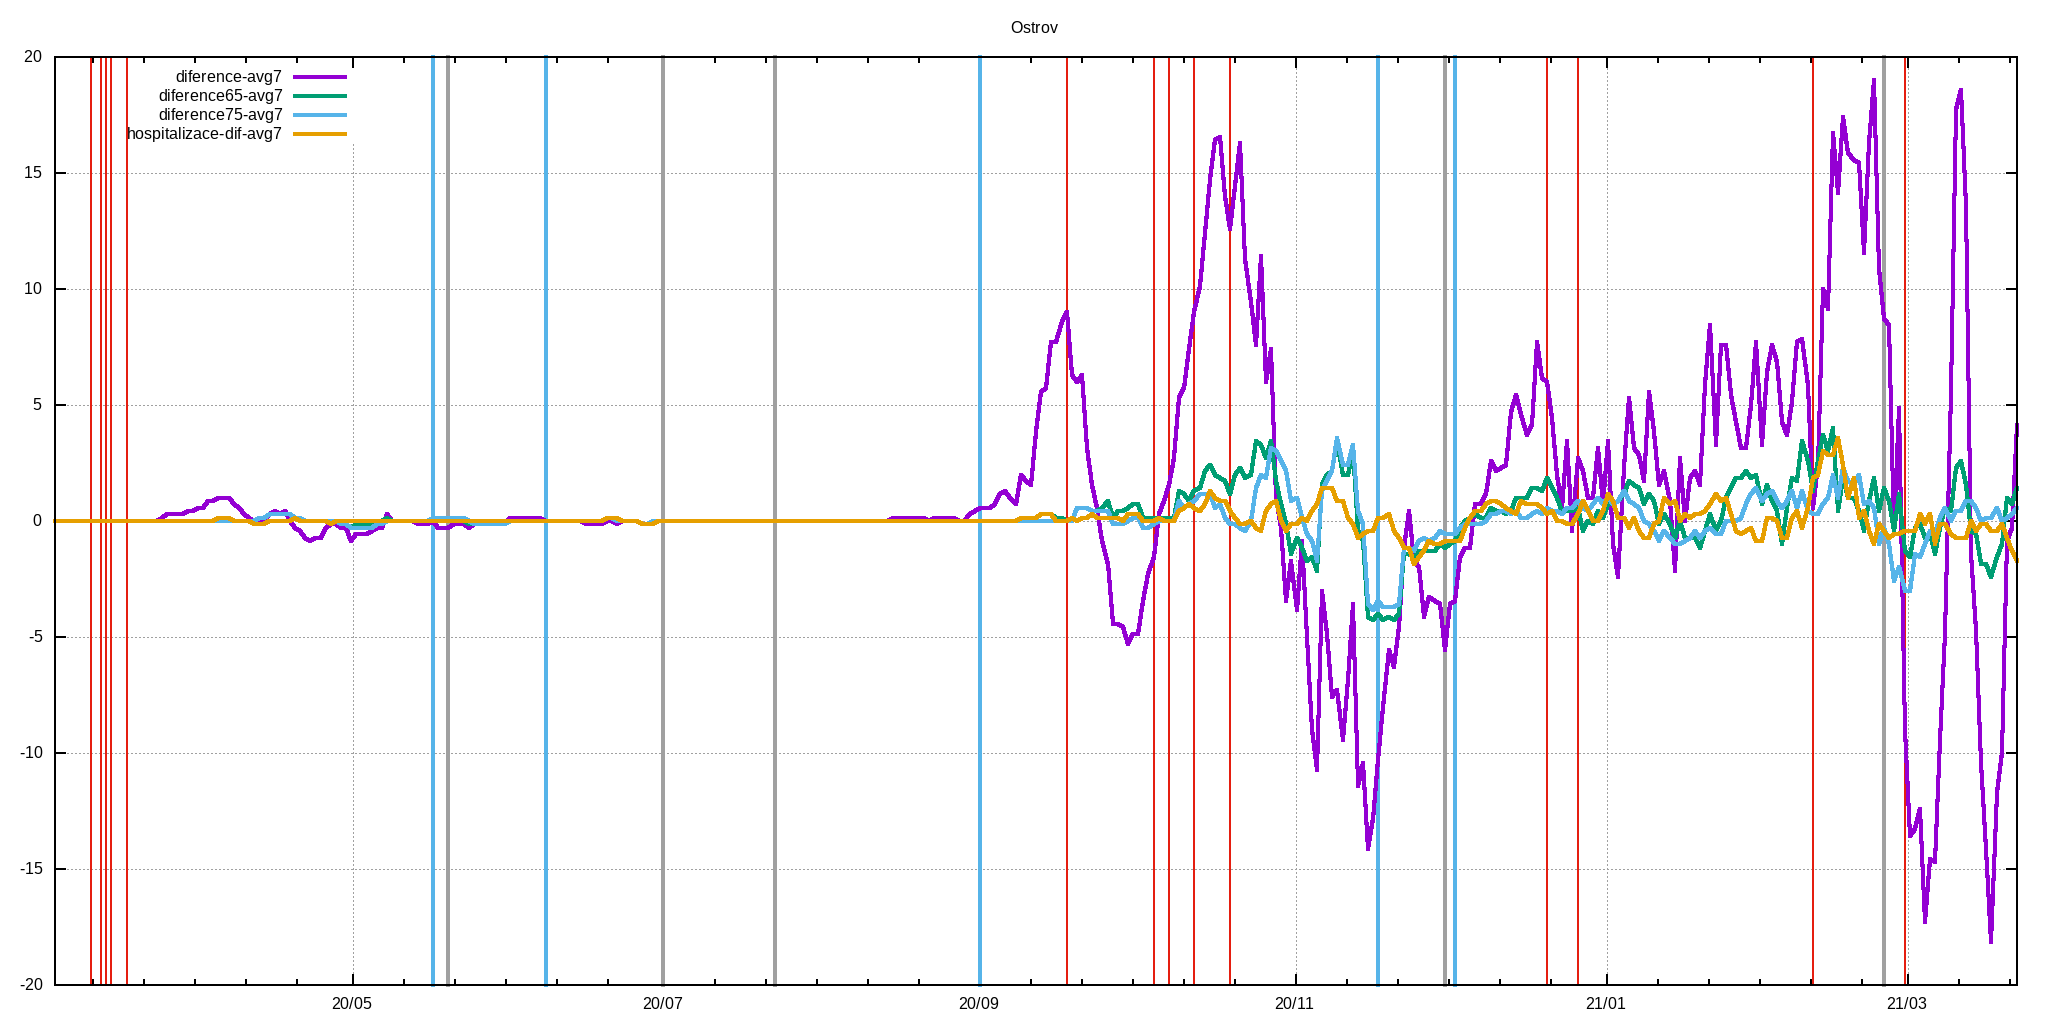 Ostrov
diference-avg7
diference65-avg7
diference75-avg7
hospitalizace-dif-avg7
20
15
10
5
0
-5
-10
-15
-20
20/05 20/07 20/09 20/11 21/01 21/03